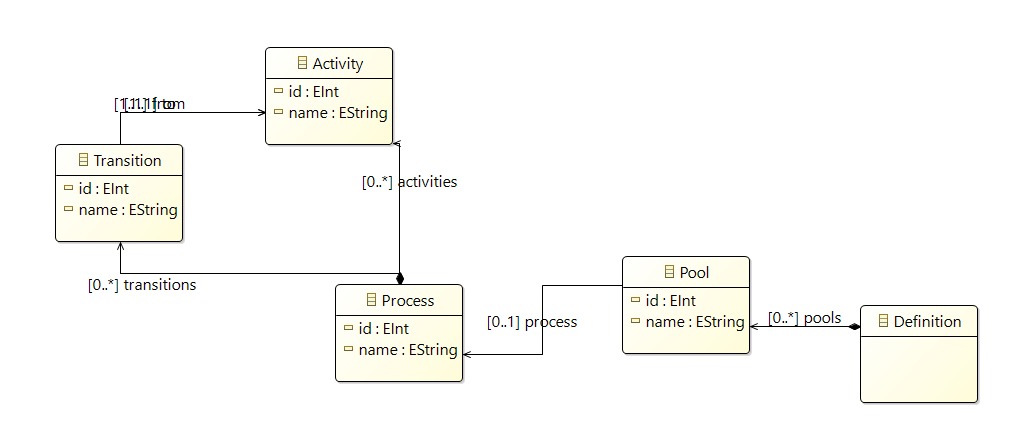 Activity
id : EInt
name : EString
[1..1] from
[1..1] to
Transition
id : EInt
name : EString
[0..*] activities
[0..*] transitions
Process
id : EInt
name : EString
[0..1] process
Pool
id : EInt
name : EString
[0..*] pools
Definition